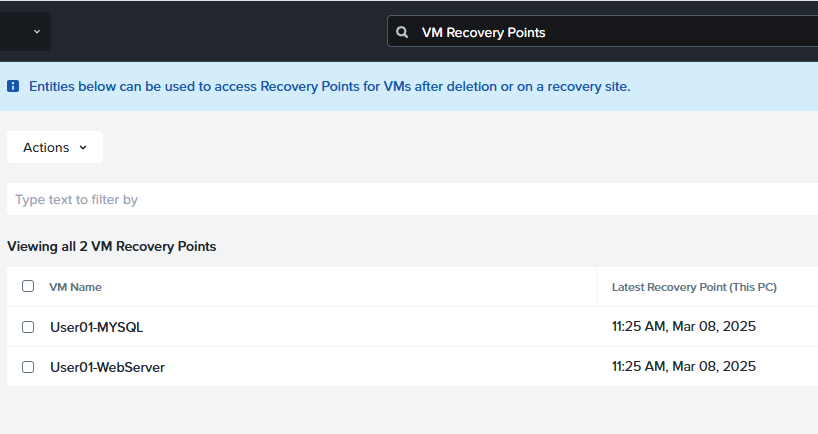 VM Recovery Points
Entities below can be used to access Recovery Points for VMs after deletion or on a recovery site.
Actions
Type text to filter by
Viewing all 2 VM Recovery Points
VM Name Latest Recovery Point (This PC)
User01-MYSQL 11:25 AM, Mar 08, 2025
User01-WebServer 11:25 AM, Mar 08, 2025